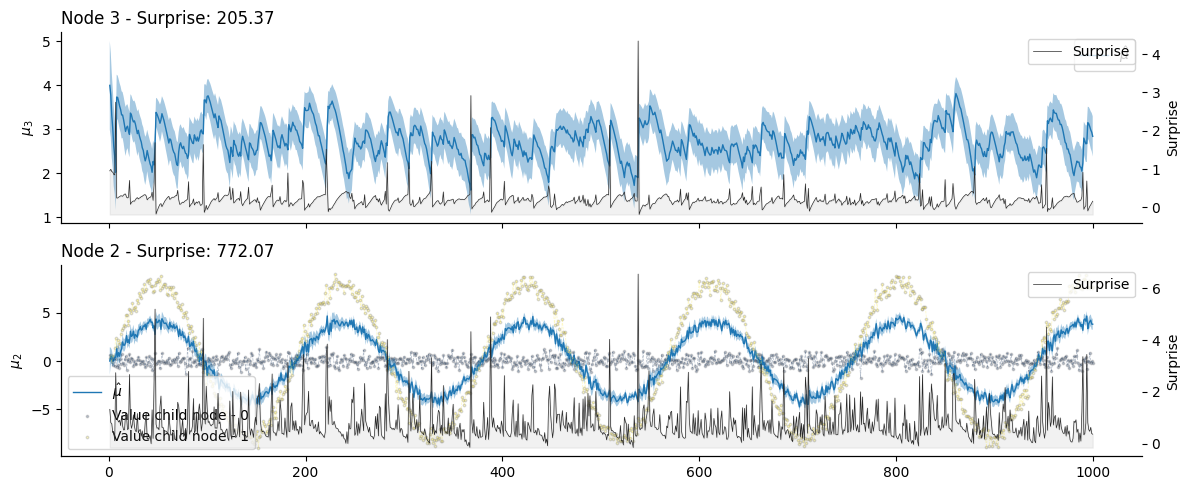 Node 3 - Surprise: 205.37
5
4
3
2
1
μ3
Surprise
μ̂
4
3
2
1
0
Surprise
Node 2 - Surprise: 772.07
5
0
−5
μ2
Surprise
μ̂
Value child node - 0
Value child node - 1
6
4
2
0
Surprise
0
200
400
600
800
1000